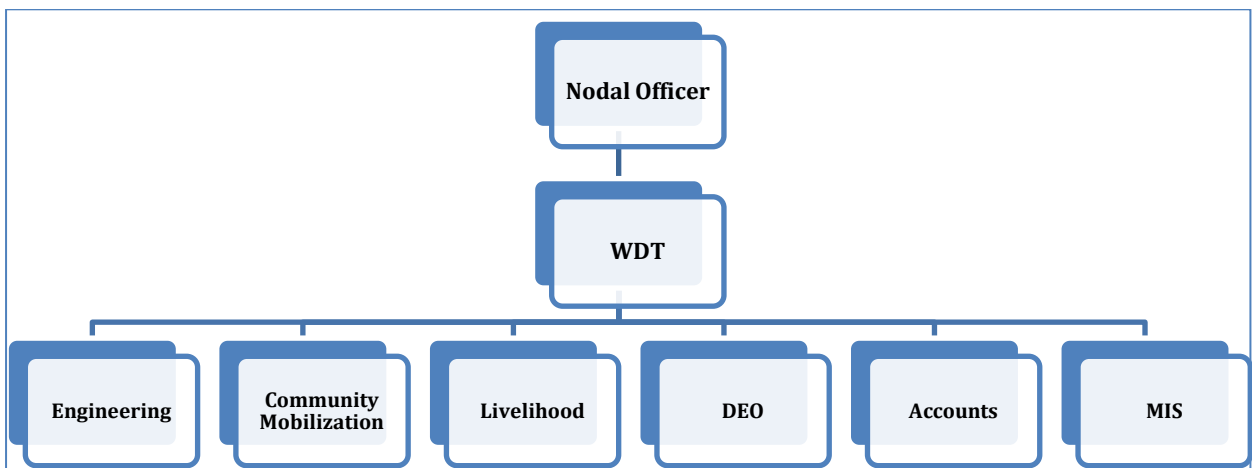 Nodal Officer
WDT
Engineering
Community
Mobilization
Livelihood
DEO
Accounts
MIS